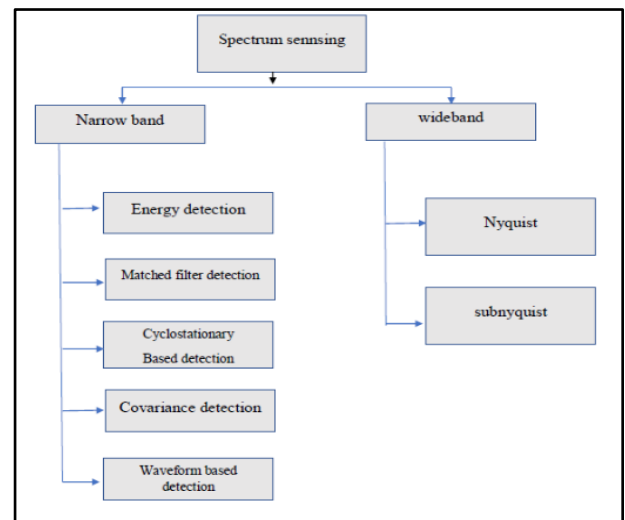 Spectrum sennsing
Narrow band
wideband
Energy detection
Matched filter detection
Cyclostationary
Based detection
Covariance detection
Waveform based
detection
Nyquist
subnyquist